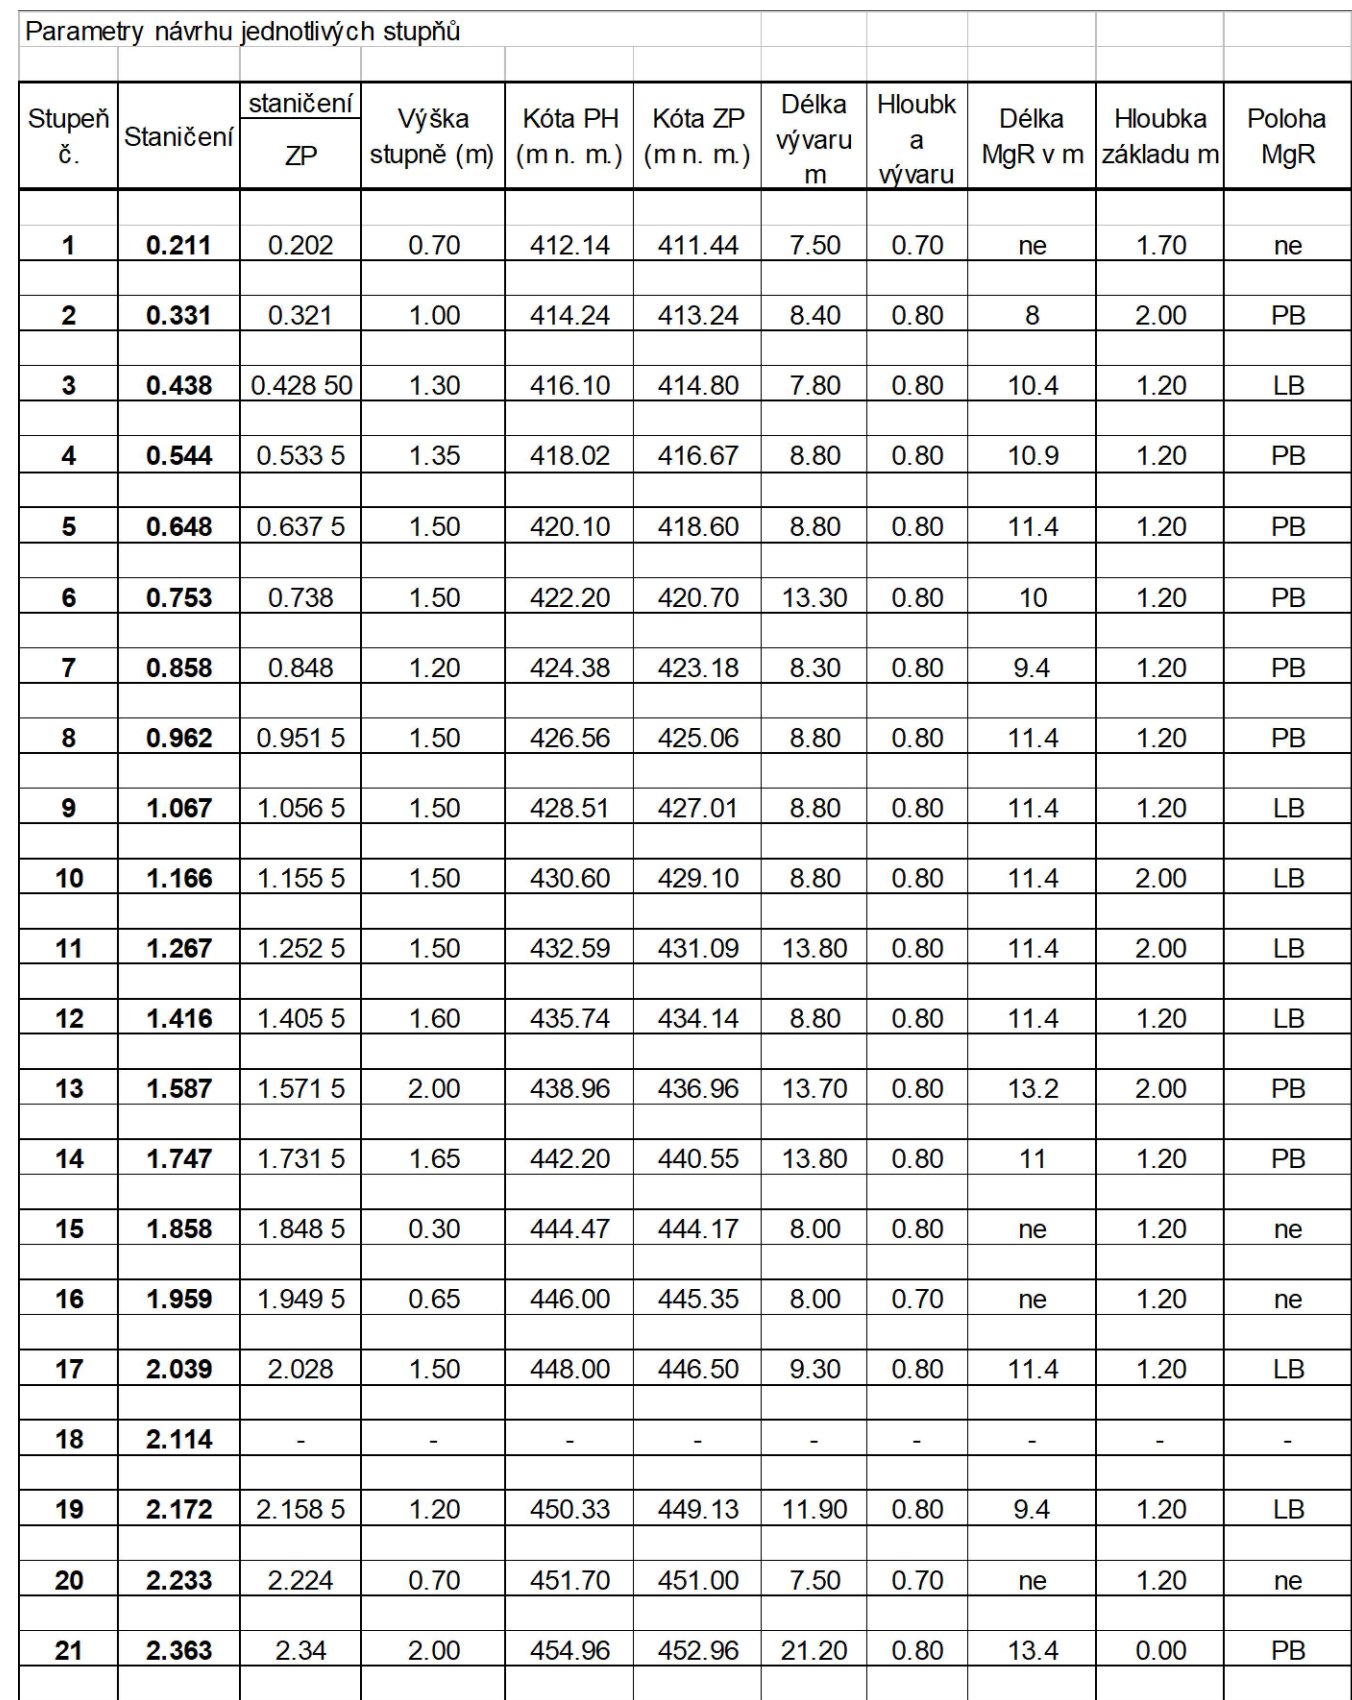 Parametry návrhu jednotlivých stupňů
Stupeň č. Staničení staničení ZP Výška stupně (m) Kóta PH (m n. m.) Kóta ZP (m n. m.) Délka vývaru m Hloubk a vývaru Délka MgR v m Hloubka základu m Poloha MgR
1 0.211 0.202 0.70 412.14 411.44 7.50 0.70 ne 1.70 ne
2 0.331 0.321 1.00 414.24 413.24 8.40 0.80 8 2.00 PB
3 0.438 0.428 50 1.30 416.10 414.80 7.80 0.80 10.4 1.20 LB
4 0.544 0.533 5 1.35 418.02 416.67 8.80 0.80 10.9 1.20 PB
5 0.648 0.637 5 1.50 420.10 418.60 8.80 0.80 11.4 1.20 PB
6 0.753 0.738 1.50 422.20 420.70 13.30 0.80 10 1.20 PB
7 0.858 0.848 1.20 424.38 423.18 8.30 0.80 9.4 1.20 PB
8 0.962 0.951 5 1.50 426.56 425.06 8.80 0.80 11.4 1.20 PB
9 1.067 1.056 5 1.50 428.51 427.01 8.80 0.80 11.4 1.20 LB
10 1.166 1.155 5 1.50 430.60 429.10 8.80 0.80 11.4 2.00 LB
11 1.267 1.252 5 1.50 432.59 431.09 13.80 0.80 11.4 2.00 LB
12 1.416 1.405 5 1.60 435.74 434.14 8.80 0.80 11.4 1.20 LB
13 1.587 1.571 5 2.00 438.96 436.96 13.70 0.80 13.2 2.00 PB
14 1.747 1.731 5 1.65 442.20 440.55 13.80 0.80 11 1.20 PB
15 1.858 1.848 5 0.30 444.47 444.17 8.00 0.80 ne 1.20 ne
16 1.959 1.949 5 0.65 446.00 445.35 8.00 0.70 ne 1.20 ne
17 2.039 2.028 1.50 448.00 446.50 9.30 0.80 11.4 1.20 LB
18 2.114 - - - - - - - - -
19 2.172 2.158 5 1.20 450.33 449.13 11.90 0.80 9.4 1.20 LB
20 2.233 2.224 0.70 451.70 451.00 7.50 0.70 ne 1.20 ne
21 2.363 2.34 2.00 454.96 452.96 21.20 0.80 13.4 0.00 PB